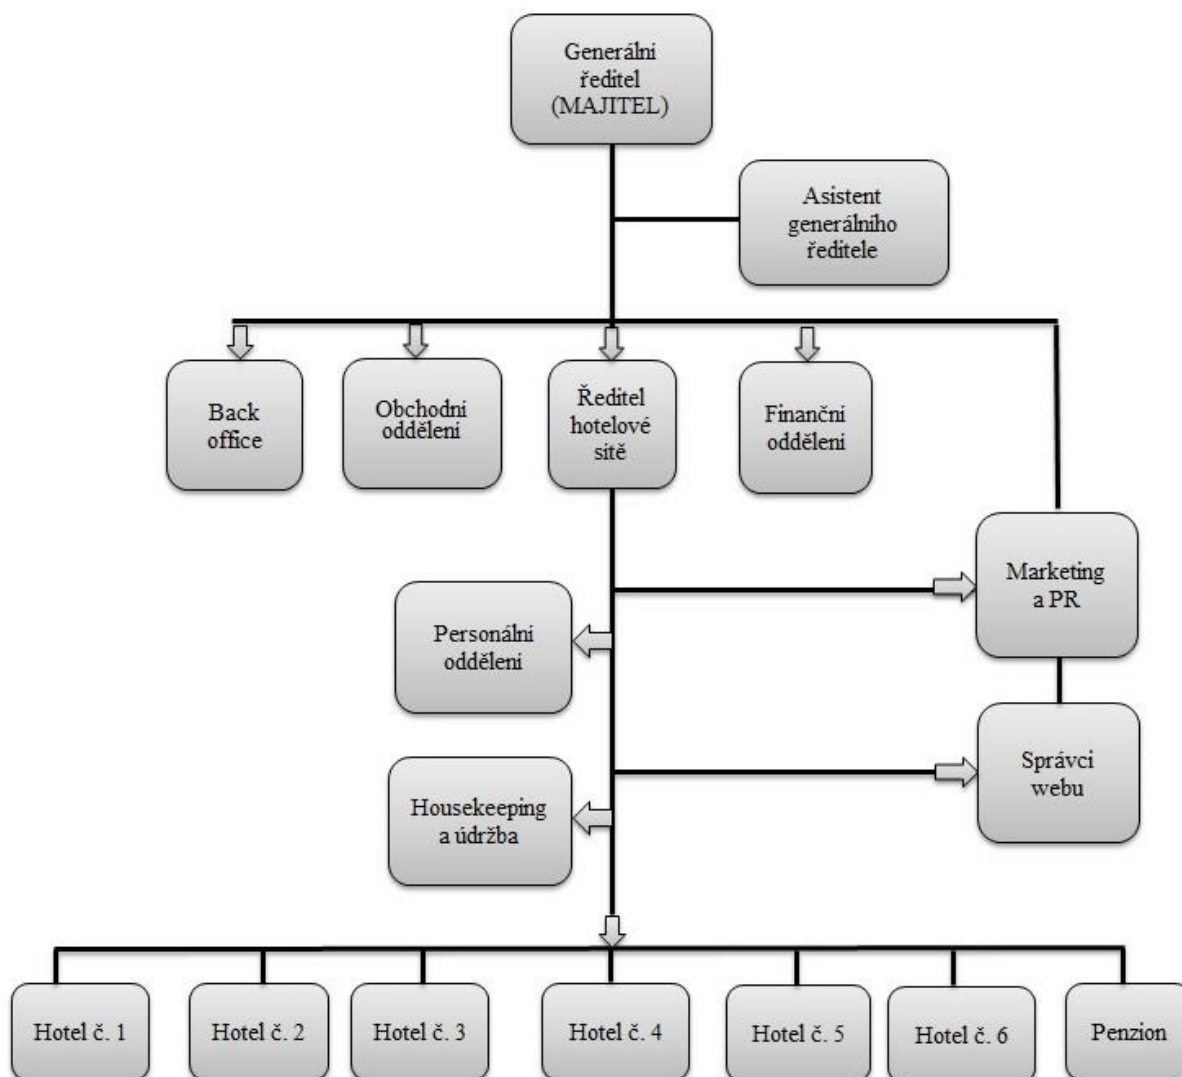 Generální
ředitel
(MAJITEL)
Asistent
generálního
ředitele
Back
office
Obchodní
oddělení
Ředitel
hotelové
sítě
Finanční
oddělení
Marketing
a PR
Personální
oddělení
Správci
webu
Housekeeping
a údržba
Hotel č. 1
Hotel č. 2
Hotel č. 3
Hotel č. 4
Hotel č. 5
Hotel č. 6
Penzion